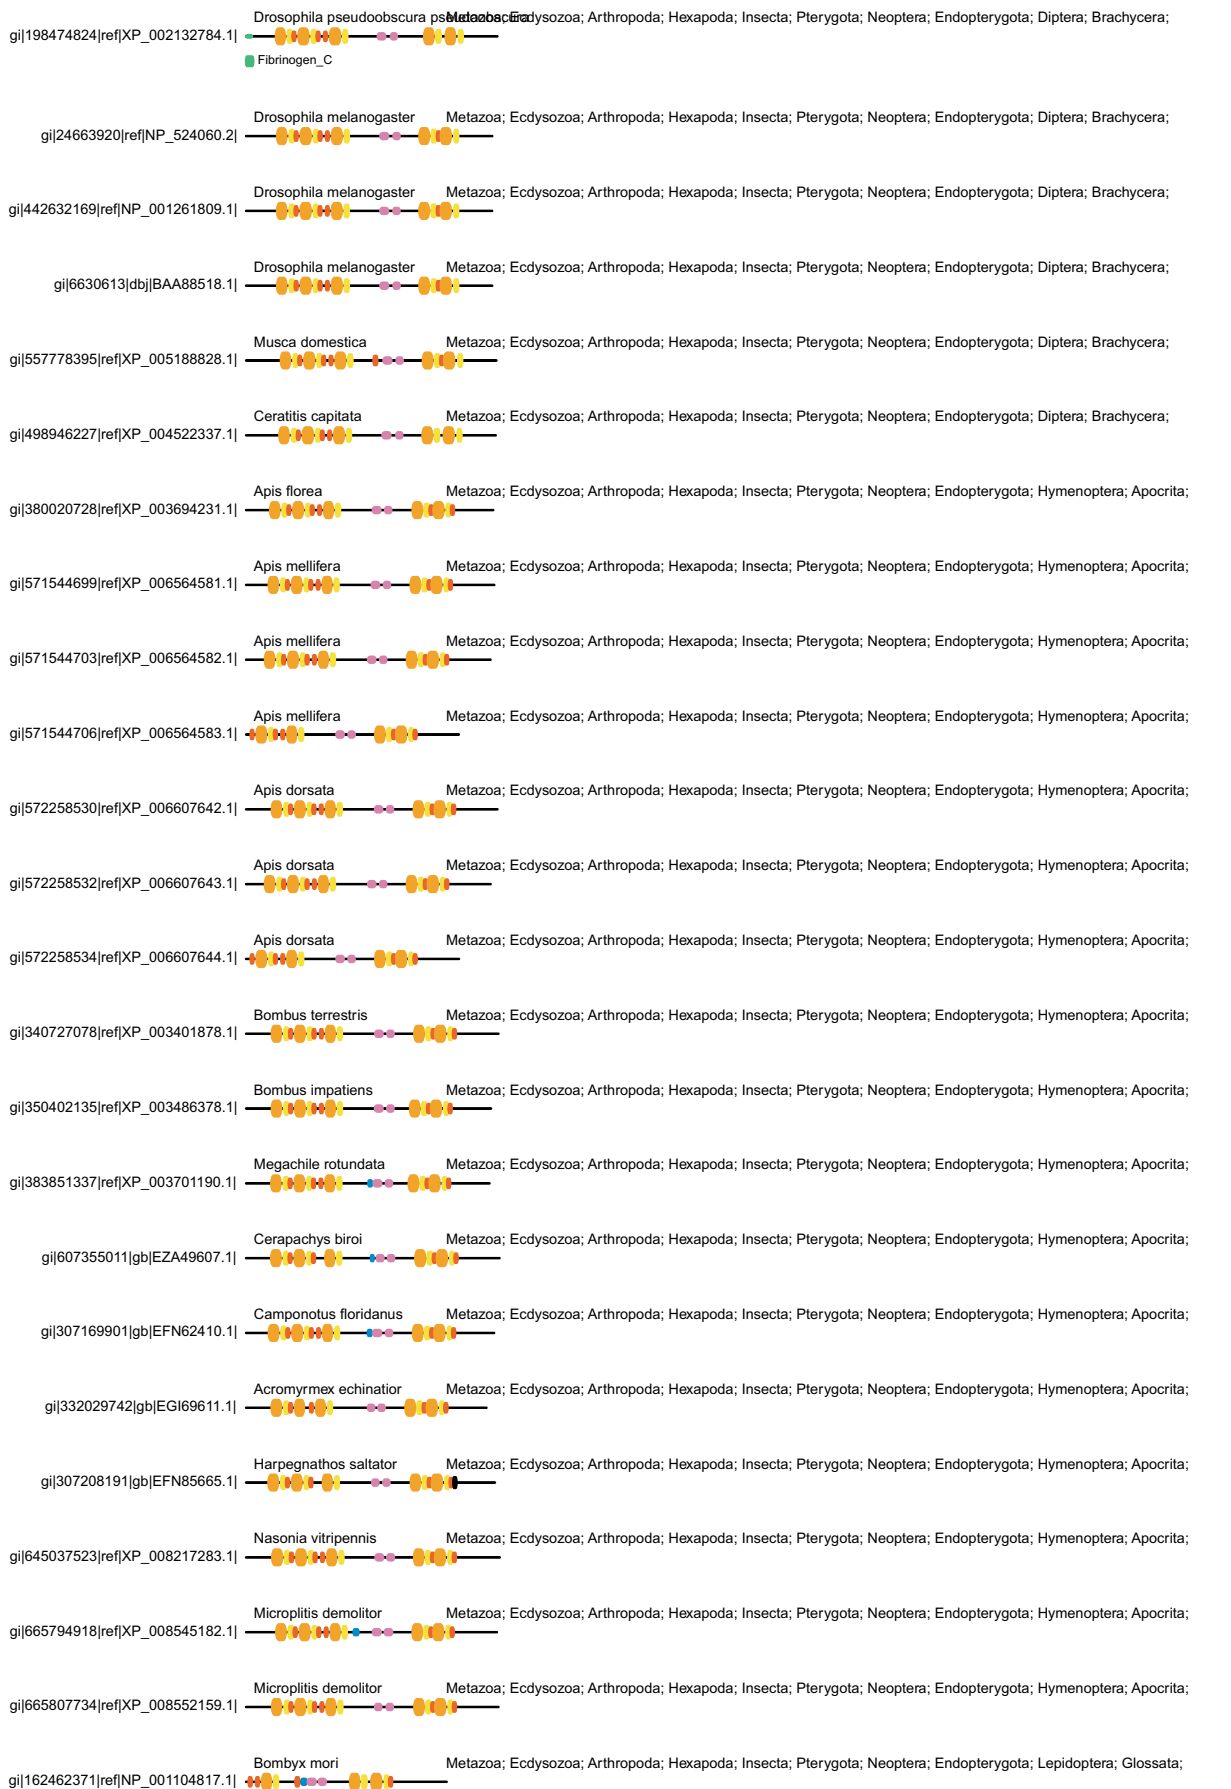 Drosophila pseudoobscura pseudoobscura Metazoa; Ecdysozoa; Arthropoda; Hexapoda; Insecta; Pterygota; Neoptera; Endopterygota; Diptera; Brachycera;
gi|198474824|ref|XP_002132784.1|
Fibrinogen_C
Drosophila melanogaster Metazoa; Ecdysozoa; Arthropoda; Hexapoda; Insecta; Pterygota; Neoptera; Endopterygota; Diptera; Brachycera;
gi|24663920|ref|NP_524060.2|
Drosophila melanogaster Metazoa; Ecdysozoa; Arthropoda; Hexapoda; Insecta; Pterygota; Neoptera; Endopterygota; Diptera; Brachycera;
gi|442632169|ref|NP_001261809.1|
Drosophila melanogaster Metazoa; Ecdysozoa; Arthropoda; Hexapoda; Insecta; Pterygota; Neoptera; Endopterygota; Diptera; Brachycera;
gi|6630613|dbj|BAA88518.1|
Musca domestica Metazoa; Ecdysozoa; Arthropoda; Hexapoda; Insecta; Pterygota; Neoptera; Endopterygota; Diptera; Brachycera;
gi|557778395|ref|XP_005188828.1|
Ceratitis capitata Metazoa; Ecdysozoa; Arthropoda; Hexapoda; Insecta; Pterygota; Neoptera; Endopterygota; Diptera; Brachycera;
gi|498946227|ref|XP_004522337.1|
Apis florea Metazoa; Ecdysozoa; Arthropoda; Hexapoda; Insecta; Pterygota; Neoptera; Endopterygota; Hymenoptera; Apocrita;
gi|380020728|ref|XP_003694231.1|
Apis mellifera Metazoa; Ecdysozoa; Arthropoda; Hexapoda; Insecta; Pterygota; Neoptera; Endopterygota; Hymenoptera; Apocrita;
gi|571544699|ref|XP_006564581.1|
Apis mellifera Metazoa; Ecdysozoa; Arthropoda; Hexapoda; Insecta; Pterygota; Neoptera; Endopterygota; Hymenoptera; Apocrita;
gi|571544703|ref|XP_006564582.1|
Apis mellifera Metazoa; Ecdysozoa; Arthropoda; Hexapoda; Insecta; Pterygota; Neoptera; Endopterygota; Hymenoptera; Apocrita;
gi|571544706|ref|XP_006564583.1|
Apis dorsata Metazoa; Ecdysozoa; Arthropoda; Hexapoda; Insecta; Pterygota; Neoptera; Endopterygota; Hymenoptera; Apocrita;
gi|572258530|ref|XP_006607642.1|
Apis dorsata Metazoa; Ecdysozoa; Arthropoda; Hexapoda; Insecta; Pterygota; Neoptera; Endopterygota; Hymenoptera; Apocrita;
gi|572258532|ref|XP_006607643.1|
Apis dorsata Metazoa; Ecdysozoa; Arthropoda; Hexapoda; Insecta; Pterygota; Neoptera; Endopterygota; Hymenoptera; Apocrita;
gi|572258534|ref|XP_006607644.1|
Bombus terrestris Metazoa; Ecdysozoa; Arthropoda; Hexapoda; Insecta; Pterygota; Neoptera; Endopterygota; Hymenoptera; Apocrita;
gi|340727078|ref|XP_003401878.1|
Bombus impatiens Metazoa; Ecdysozoa; Arthropoda; Hexapoda; Insecta; Pterygota; Neoptera; Endopterygota; Hymenoptera; Apocrita;
gi|350402135|ref|XP_003486378.1|
Megachile rotundata Metazoa; Ecdysozoa; Arthropoda; Hexapoda; Insecta; Pterygota; Neoptera; Endopterygota; Hymenoptera; Apocrita;
gi|383851337|ref|XP_003701190.1|
Cerapachys biroi Metazoa; Ecdysozoa; Arthropoda; Hexapoda; Insecta; Pterygota; Neoptera; Endopterygota; Hymenoptera; Apocrita;
gi|607355011|gb|EZA49607.1|
Camponotus floridanus Metazoa; Ecdysozoa; Arthropoda; Hexapoda; Insecta; Pterygota; Neoptera; Endopterygota; Hymenoptera; Apocrita;
gi|307169901|gb|EFN62410.1|
Acromyrmex echinatior Metazoa; Ecdysozoa; Arthropoda; Hexapoda; Insecta; Pterygota; Neoptera; Endopterygota; Hymenoptera; Apocrita;
gi|332029742|gb|EGI69611.1|
Harpegnathos saltator Metazoa; Ecdysozoa; Arthropoda; Hexapoda; Insecta; Pterygota; Neoptera; Endopterygota; Hymenoptera; Apocrita;
gi|307208191|gb|EFN85665.1|
Nasonia vitripennis Metazoa; Ecdysozoa; Arthropoda; Hexapoda; Insecta; Pterygota; Neoptera; Endopterygota; Hymenoptera; Apocrita;
gi|645037523|ref|XP_008217283.1|
Microplitis demolitor Metazoa; Ecdysozoa; Arthropoda; Hexapoda; Insecta; Pterygota; Neoptera; Endopterygota; Hymenoptera; Apocrita;
gi|665794918|ref|XP_008545182.1|
Microplitis demolitor Metazoa; Ecdysozoa; Arthropoda; Hexapoda; Insecta; Pterygota; Neoptera; Endopterygota; Hymenoptera; Apocrita;
gi|665807734|ref|XP_008552159.1|
Bombyx mori Metazoa; Ecdysozoa; Arthropoda; Hexapoda; Insecta; Pterygota; Neoptera; Endopterygota; Lepidoptera; Glossata;
gi|162462371|ref|NP_001104817.1|